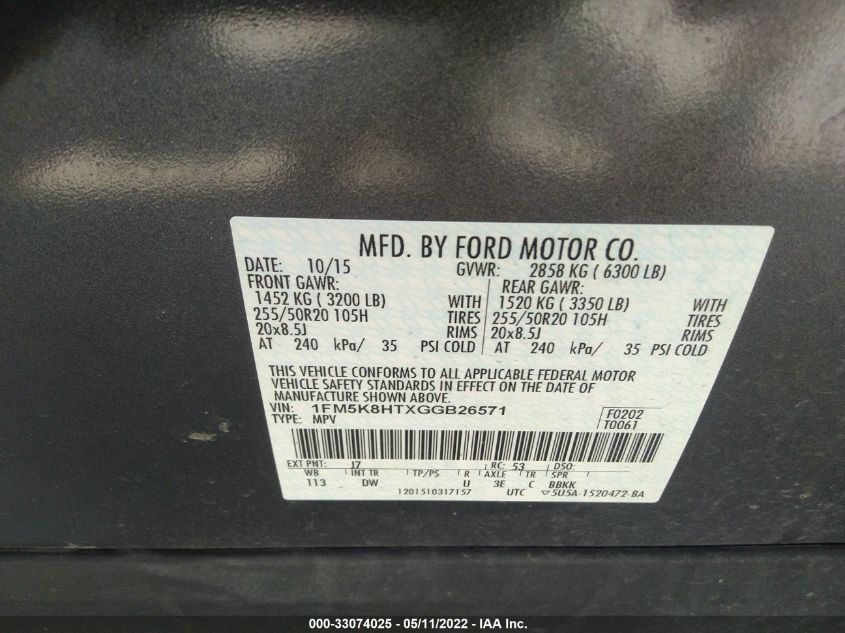 MFD. BY FORD MOTOR CO.
DATE: 10/15 GVWR: 2858 KG ( 6300 LB)
FRONT GAWR: REAR GAWR:
1452 KG ( 3200 LB) WITH 1520 KG ( 3350 LB) WITH
255/50R20 105H TIRES 255/50R20 105H TIRES
20x8.5J RIMS 20x8.5J RIMS
AT 240 kPa/ 35 PSI COLD AT 240 kPa/ 35 PSI COLD
THIS VEHICLE CONFORMS TO ALL APPLICABLE FEDERAL MOTOR
VEHICLE SAFETY STANDARDS IN EFFECT ON THE DATE OF
MANUFACTURE SHOWN ABOVE.
VIN: 1FM5K8HTXGGB26571 F0202
TYPE: MPV T0061
EXT PNT: J7 RC: 53 DSO:
WB INT TR TP/PS R AXLE TR SPR
113 DW U 3E C BBKK
1201510317157 UTC ▽5U5A-1520472-BA
000-33074025 - 05/11/2022 - IAA Inc.